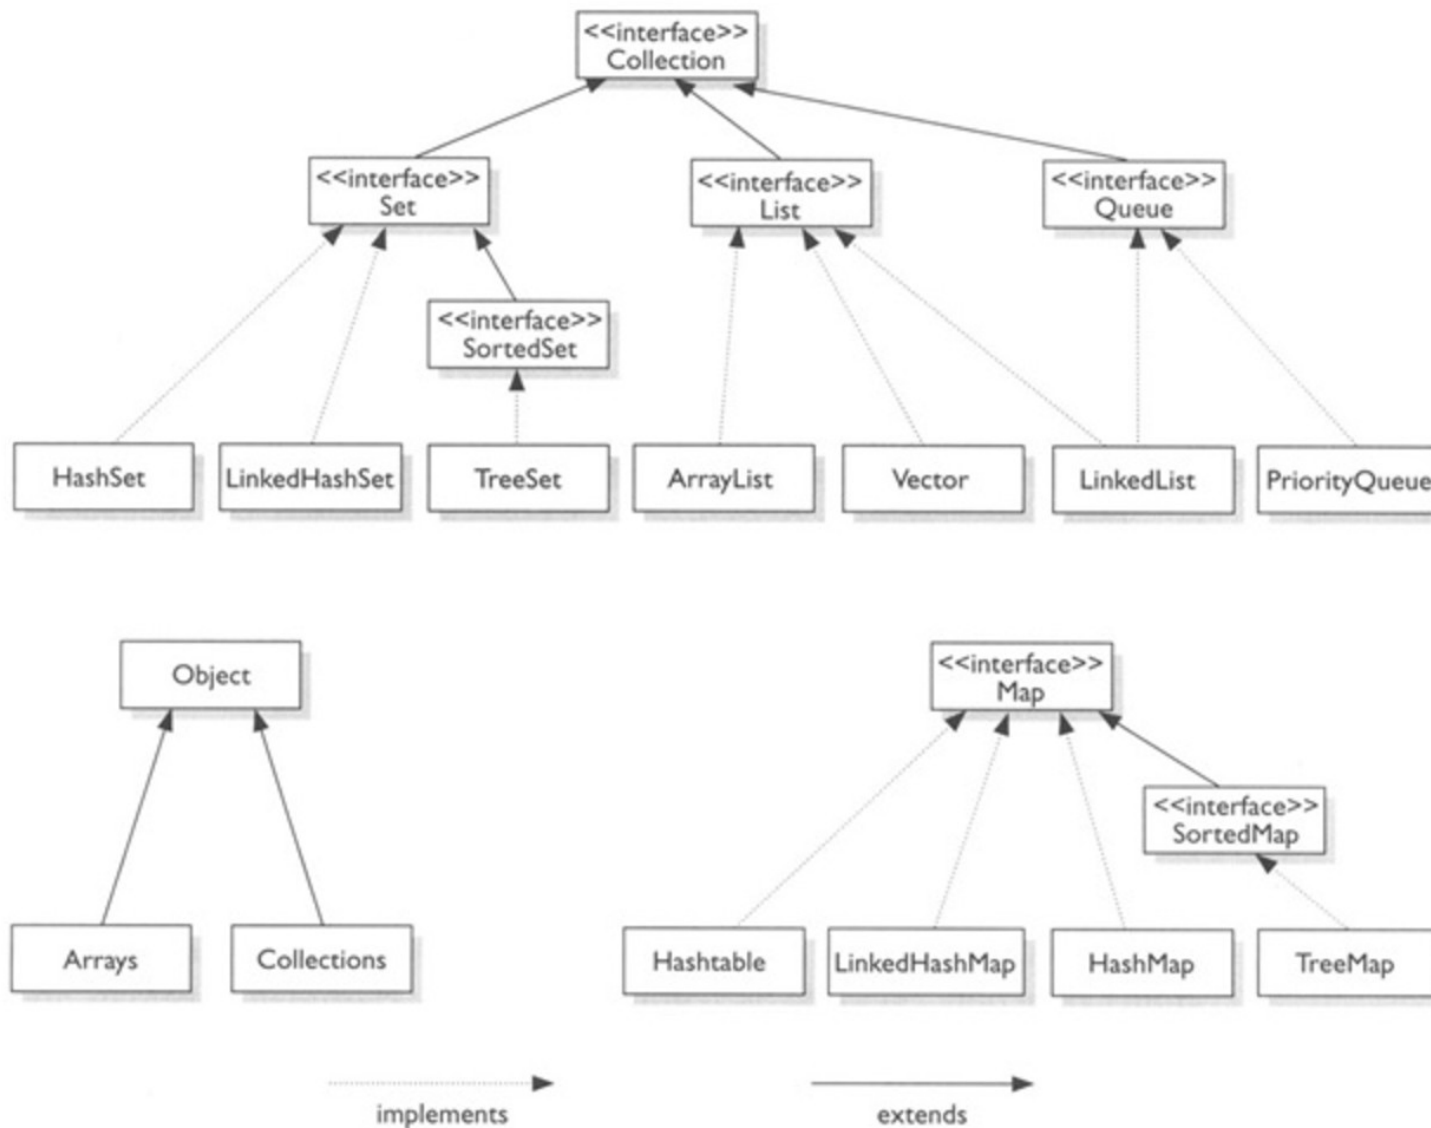 <<interface>>
Collection
<<interface>>
Set
<<interface>>
List
<<interface>>
Queue
<<interface>>
SortedSet
HashSet
LinkedHashSet
TreeSet
ArrayList
Vector
LinkedList
PriorityQueue
Object
<<interface>>
Map
<<interface>>
SortedMap
Arrays
Collections
Hashtable
LinkedHashMap
HashMap
TreeMap
implements
extends